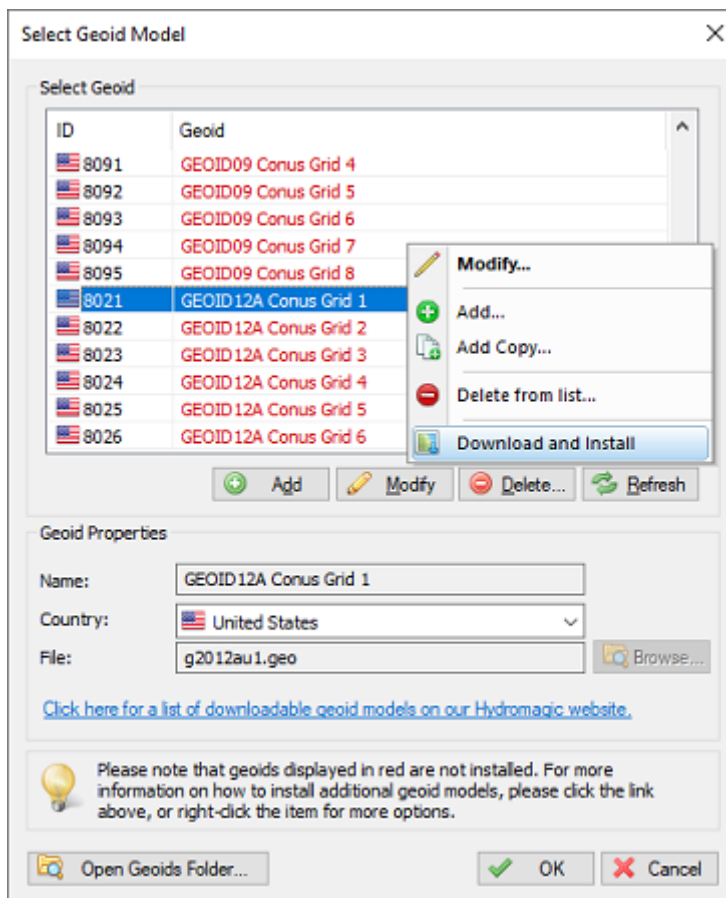 Select Geoid Model
Select Geoid
ID Geoid
8091 GEOID09 Conus Grid 4
8092 GEOID09 Conus Grid 5
8093 GEOID09 Conus Grid 6
8094 GEOID09 Conus Grid 7
8095 GEOID09 Conus Grid 8
8021 GEOID12A Conus Grid 1
8022 GEOID12A Conus Grid 2
8023 GEOID12A Conus Grid 3
8024 GEOID12A Conus Grid 4
8025 GEOID12A Conus Grid 5
8026 GEOID12A Conus Grid 6
Modify...
Add...
Add Copy...
Delete from list...
Download and Install
Add Modify Delete... Refresh
Geoid Properties
Name: GEOID12A Conus Grid 1
Country: United States
File: g2012au1.geo Browse...
Click here for a list of downloadable geoid models on our Hydromagic website.
Please note that geoids displayed in red are not installed. For more
information on how to install additional geoid models, please click the link
above, or right-click the item for more options.
Open Geoids Folder... OK Cancel